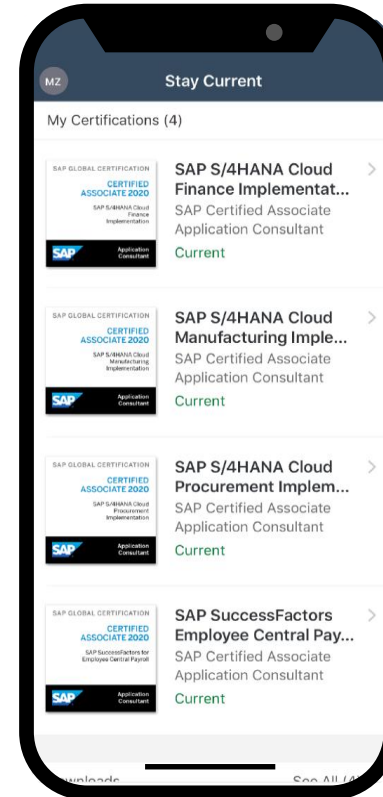 MZ
Stay Current
My Certifications (4)
SAP GLOBAL CERTIFICATION
CERTIFIED
ASSOCIATE 2020
SAP S/4HANA Cloud
Finance
Implementation
SAP
Application
Consultant
SAP S/4HANA Cloud
Finance Implementat...
SAP Certified Associate
Application Consultant
Current
SAP GLOBAL CERTIFICATION
CERTIFIED
ASSOCIATE 2020
SAP S/4HANA Cloud
Manufacturing
Implementation
SAP
Application
Consultant
SAP S/4HANA Cloud
Manufacturing Imple...
SAP Certified Associate
Application Consultant
Current
SAP GLOBAL CERTIFICATION
CERTIFIED
ASSOCIATE 2020
SAP S/4HANA Cloud
Procurement
Implementation
SAP
Application
Consultant
SAP S/4HANA Cloud
Procurement Implem...
SAP Certified Associate
Application Consultant
Current
SAP GLOBAL CERTIFICATION
CERTIFIED
ASSOCIATE 2020
SAP SuccessFactors for
Employee Central Payroll
SAP
Application
Consultant
SAP SuccessFactors
Employee Central Pay...
SAP Certified Associate
Application Consultant
Current
See All